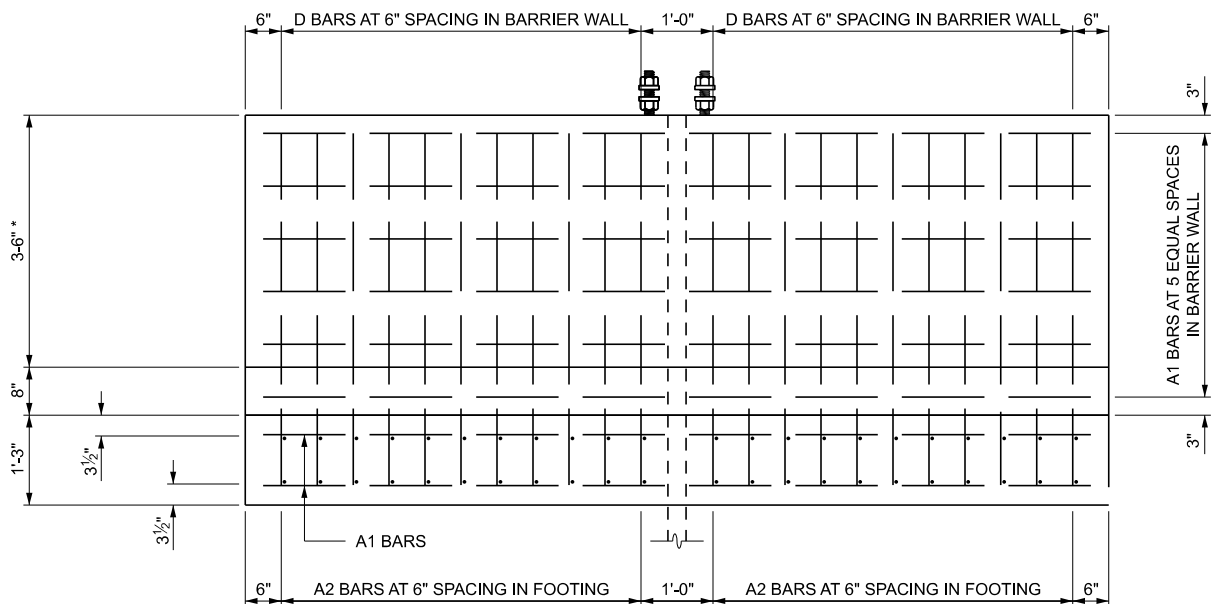 6" D BARS AT 6" SPACING IN BARRIER WALL 1'-0" D BARS AT 6" SPACING IN BARRIER WALL 6"
3-6" *
8"
1'-3"
3½"
3½"
3"
A1 BARS AT 5 EQUAL SPACES
IN BARRIER WALL
3"
A1 BARS
6" A2 BARS AT 6" SPACING IN FOOTING 1'-0" A2 BARS AT 6" SPACING IN FOOTING 6"